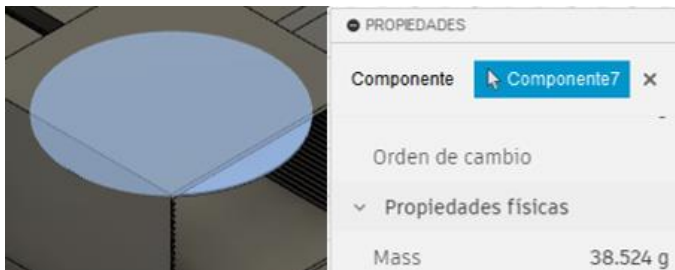 PROPIEDADES
Componente Componente7 ×
-
Orden de cambio
Propiedades físicas
Mass 38.524 g